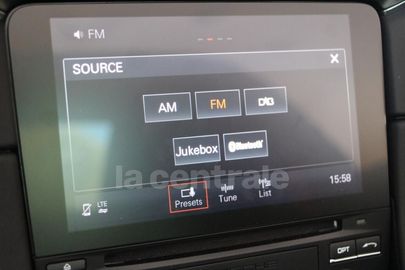 FM
SOURCE
X
AM FM DAB
Jukebox Bluetooth
la centrale
LTE Presets Tune List 15:58
OPT